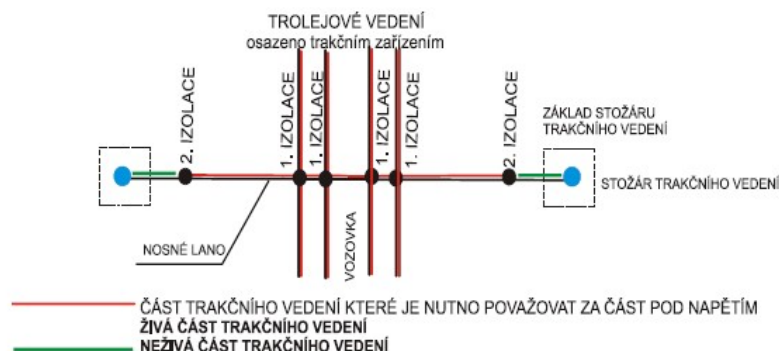 TROLEJOVÉ VEDENÍ
osazeno trakčním zařízením
2. IZOLACE
1. IZOLACE
1. IZOLACE
1. IZOLACE
1. IZOLACE
2. IZOLACE
ZÁKLAD STOŽÁRU
TRAKČNÍHO VEDENÍ
STOŽÁR TRAKČNÍHO VEDENÍ
NOSNÉ LANO
VOZOVKA
ČÁST TRAKČNÍHO VEDENÍ KTERÉ JE NUTNO POVAŽOVAT ZA ČÁST POD NAPĚTÍM
ŽIVÁ ČÁST TRAKČNÍHO VEDENÍ
NEŽIVÁ ČÁST TRAKČNÍHO VEDENÍ